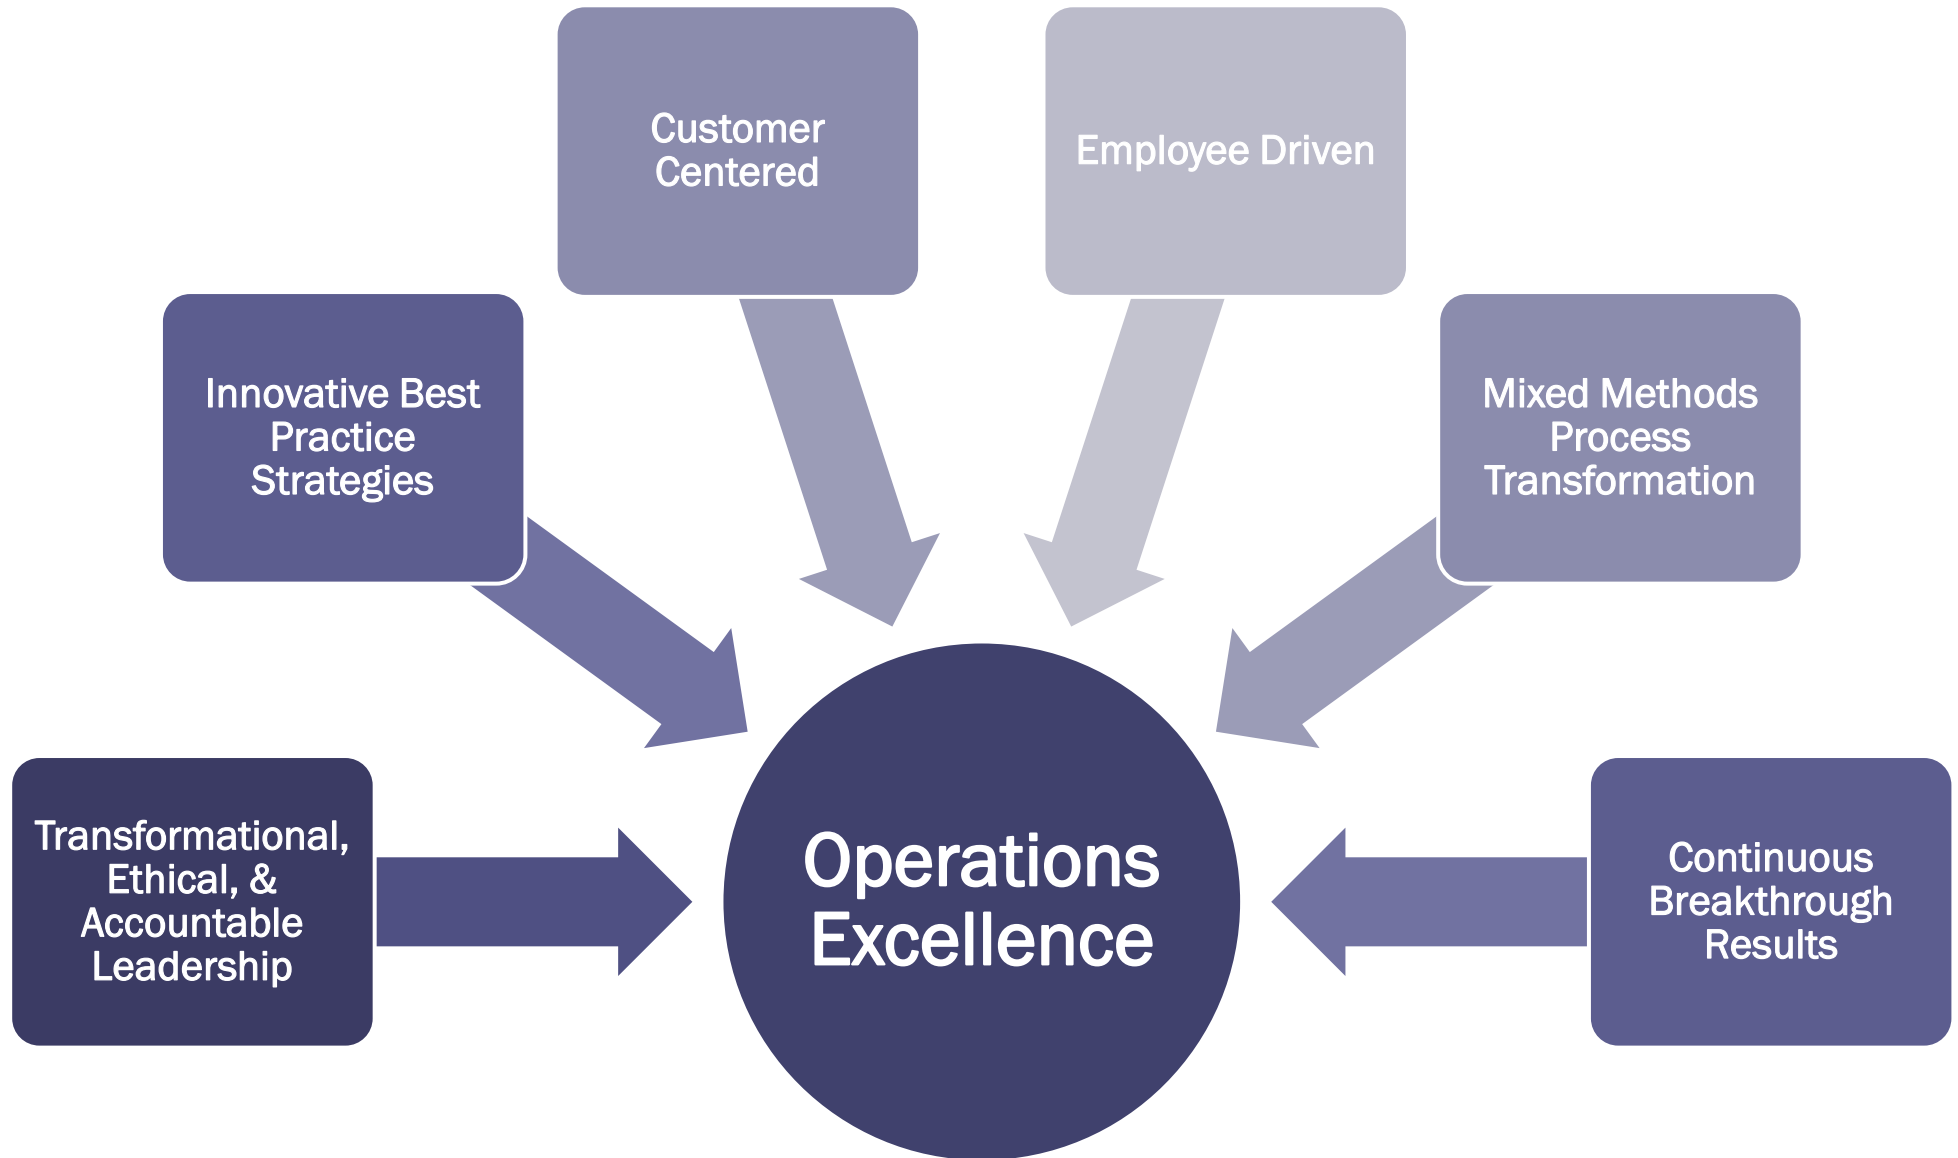 Customer
Centered
Employee Driven
Innovative Best
Practice
Strategies
Mixed Methods
Process
Transformation
Transformational,
Ethical, &
Accountable
Leadership
Operations
Excellence
Continuous
Breakthrough
Results